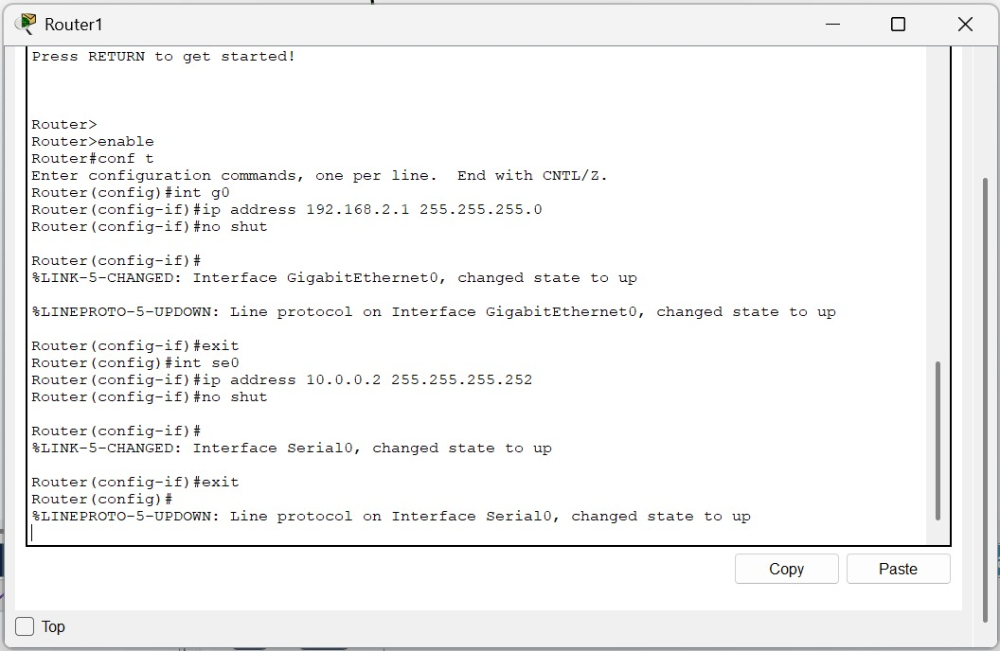 Router1
Press RETURN to get started!
Router>
Router>enable
Router#conf t
Enter configuration commands, one per line.  End with CNTL/Z.
Router(config)#int g0
Router(config-if)#ip address 192.168.2.1 255.255.255.0
Router(config-if)#no shut
Router(config-if)#
%LINK-5-CHANGED: Interface GigabitEthernet0, changed state to up
%LINEPROTO-5-UPDOWN: Line protocol on Interface GigabitEthernet0, changed state to up
Router(config-if)#exit
Router(config)#int se0
Router(config-if)#ip address 10.0.0.2 255.255.255.252
Router(config-if)#no shut
Router(config-if)#
%LINK-5-CHANGED: Interface Serial0, changed state to up
Router(config-if)#exit
Router(config)#
%LINEPROTO-5-UPDOWN: Line protocol on Interface Serial0, changed state to up
Copy Paste
Top